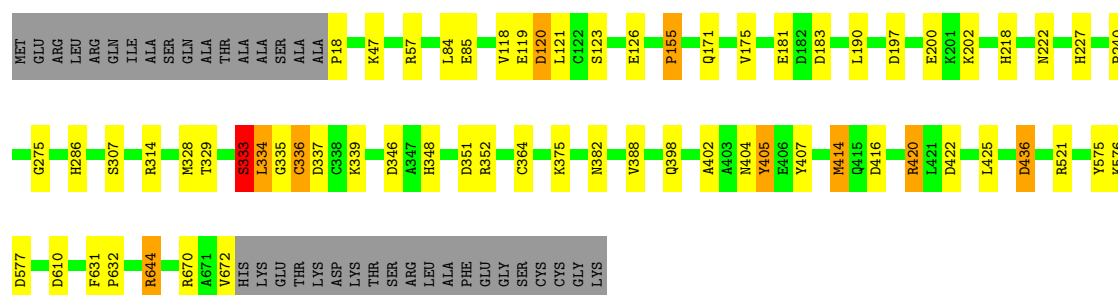 MET GLU ARG LEU ARG GLN ILE ALA SER GLN ALA THR ALA ALA SER ALA ALA P18 K47 R57 L84 E85 V118 E119 D120 L121 C122 S123 E126 P155 Q171 V175 E181 D182 D183 L190 D197 E200 K201 K202 H218 N222 H227
G275 H286 S307 R314 M328 T329 S333 L334 G335 C336 D337 C338 K339 D346 A347 H348 D351 R352 C364 K375 N382 V388 Q398 A402 A403 N404 Y405 E406 Y407 M414 Q415 D416 R420 L421 D422 L425 D436 R521 Y575 K576
D577 D610 F631 P632 R644 R670 A671 V672 HIS LYS GLU THR LYS ASP LYS THR SER ARG LEU ALA PHE GLU GLY SER CYS CYS GLY LYS